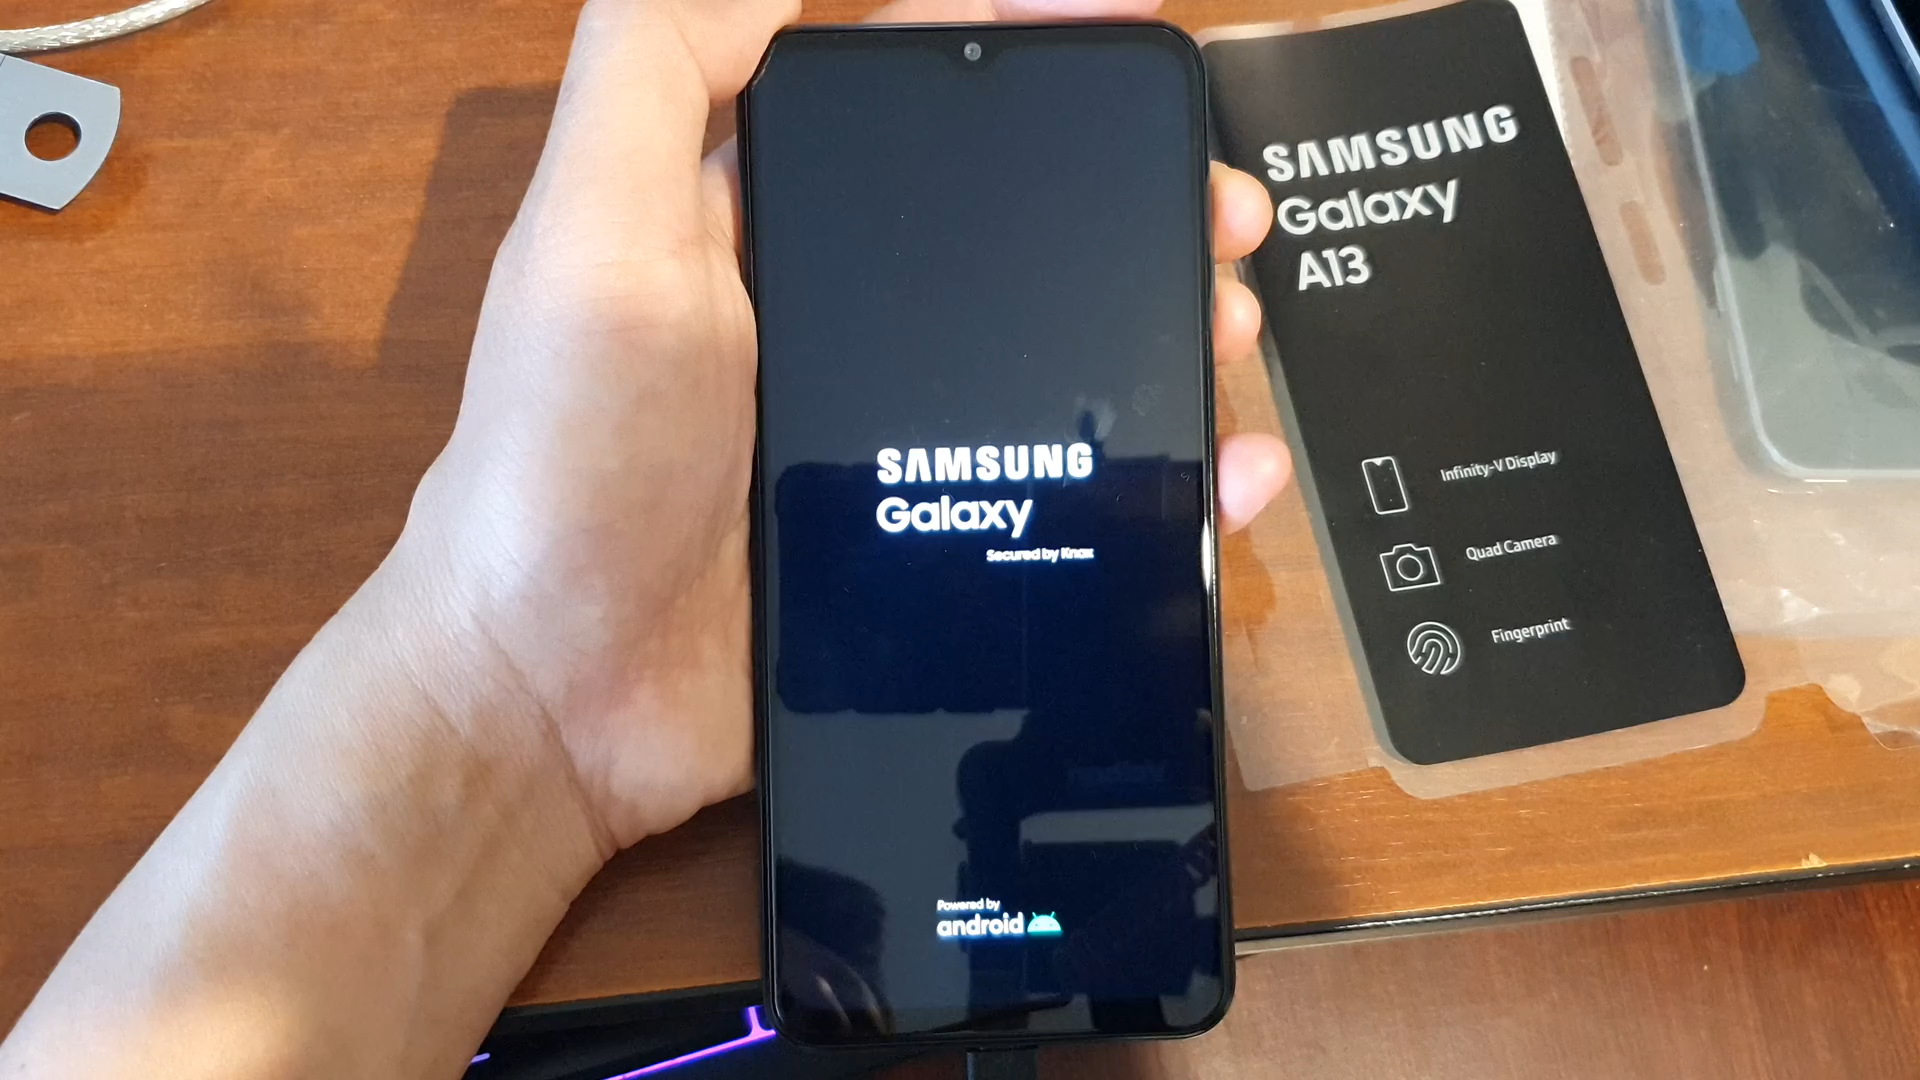 SAMSUNG
Galaxy
Secured by Knox
Powered by
android
SAMSUNG
Galaxy
A13
Infinity-V Display
Quad Camera
Fingerprint